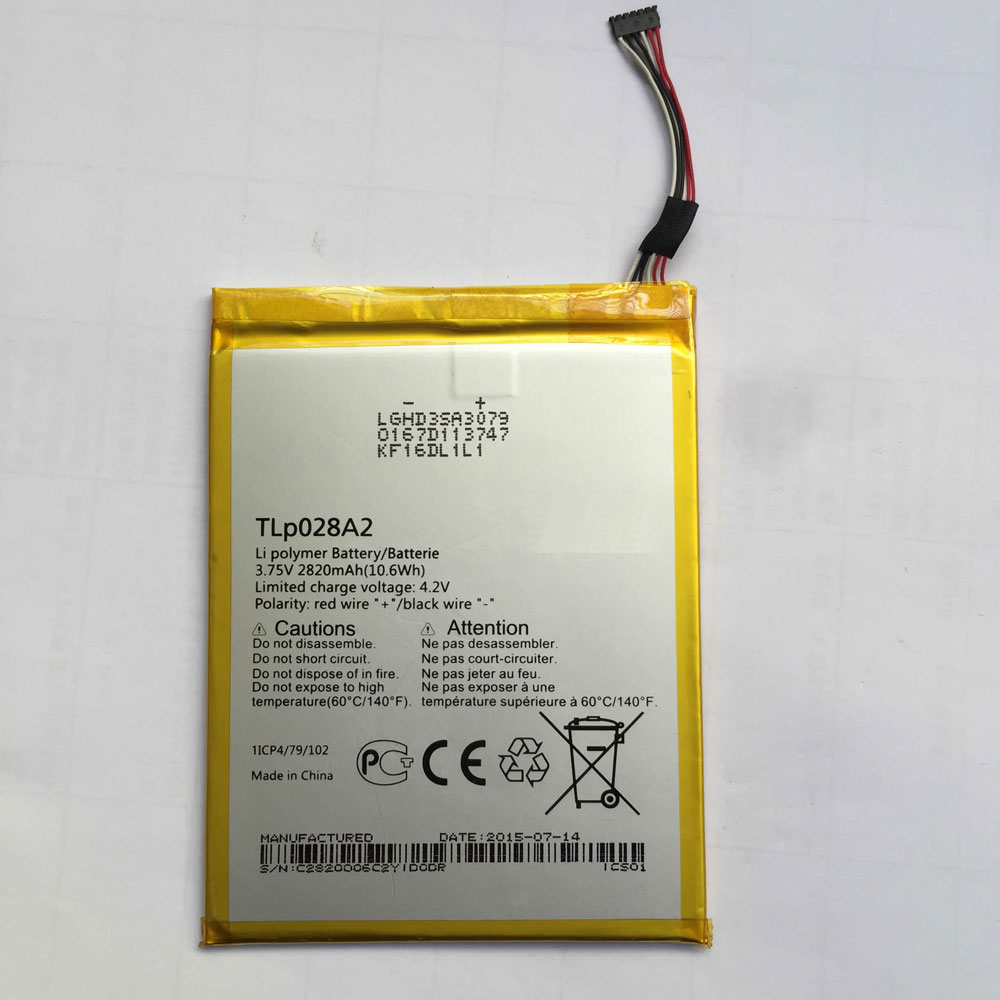 - +
LGHD3SA3079
0167D113747
KF16DL1L1
TLp028A2
Li polymer Battery/Batterie
3.75V 2820mAh(10.6Wh)
Limited charge voltage: 4.2V
Polarity: red wire "+"/black wire "-"
⚠ Cautions
Do not disassemble.
Do not short circuit.
Do not dispose of in fire.
Do not expose to high
temperature(60°C/140°F).
⚠ Attention
Ne pas desassembler.
Ne pas court-circuiter.
Ne pas jeter au feu.
Ne pas exposer à une
température supérieure à 60°C/140°F.
1ICP4/79/102
Made in China
MANUFACTURED DATE:2015-07-14
S/N:C2820006C2Y1D0DR 1CS01